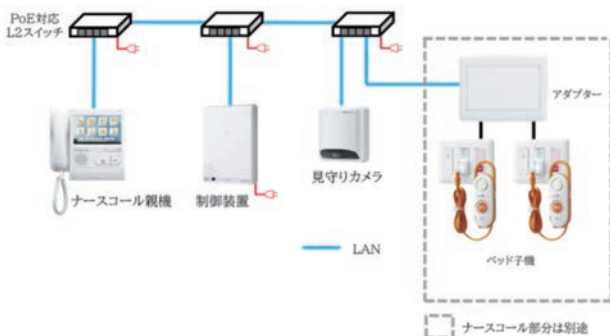 PoE対応
L2スイッチ
アダプター
ナースコール親機
制御装置
見守りカメラ
ベッド子機
LAN
ナースコール部分は別途